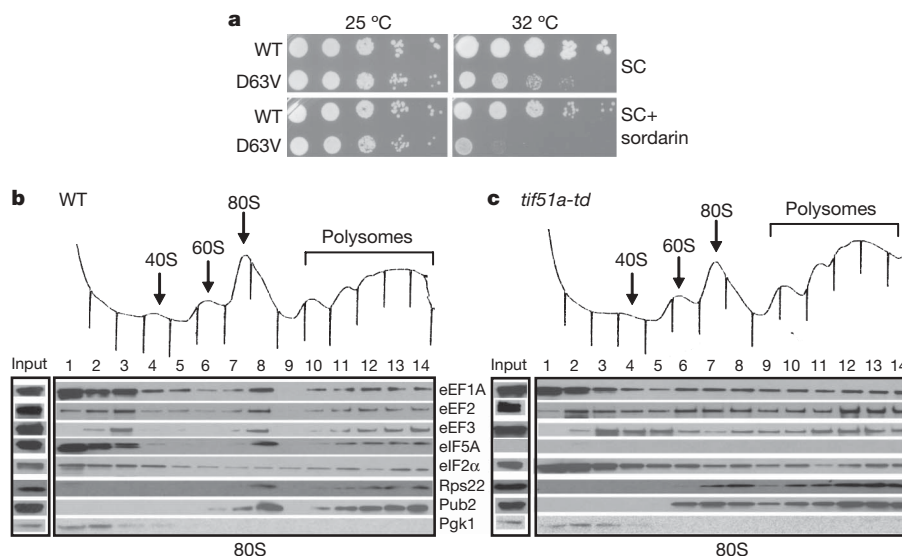 a
25 ºC 32 ºC
WT
D63V
SC
WT
D63V
SC+
sordarin
b WT
40S
60S
80S
Polysomes
Input 1 2 3 4 5 6 7 8 9 10 11 12 13 14
eEF1A
eEF2
eEF3
eIF5A
eIF2α
Rps22
Pub2
Pgk1
80S
c tif51a-td
40S
60S
80S
Polysomes
Input 1 2 3 4 5 6 7 8 9 10 11 12 13 14
80S